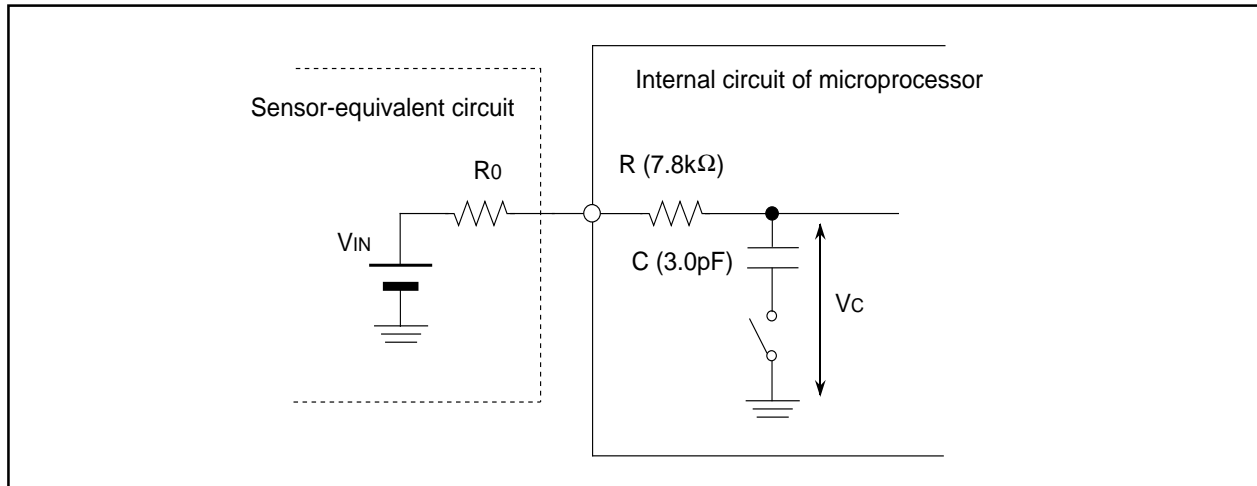 Internal circuit of microprocessor
Sensor-equivalent circuit
R0
R (7.8kΩ)
VIN
C (3.0pF)
VC